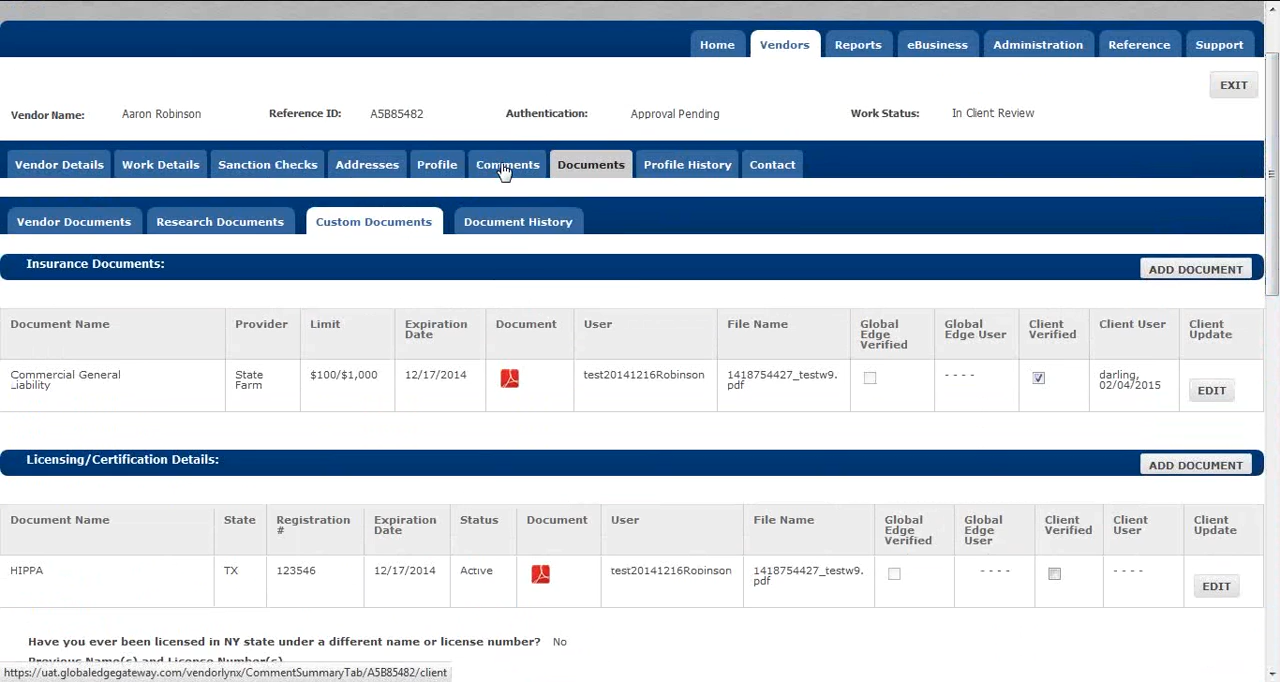 Home Vendors Reports eBusiness Administration Reference Support
EXIT
Vendor Name: Aaron Robinson Reference ID: A5B85482 Authentication: Approval Pending Work Status: In Client Review
Vendor Details Work Details Sanction Checks Addresses Profile Comments Documents Profile History Contact
Vendor Documents Research Documents Custom Documents Document History
Insurance Documents: ADD DOCUMENT
Document Name Provider Limit Expiration Date Document User File Name Global Edge Verified Global Edge User Client Verified Client User Client Update
Commercial General Liability State Farm $100/$1,000 12/17/2014 test20141216Robinson 1418754427_testw9.pdf - - - - darling, 02/04/2015 EDIT
Licensing/Certification Details: ADD DOCUMENT
Document Name State Registration # Expiration Date Status Document User File Name Global Edge Verified Global Edge User Client Verified Client User Client Update
HIPPA TX 123546 12/17/2014 Active test20141216Robinson 1418754427_testw9.pdf - - - - - - - - EDIT
Have you ever been licensed in NY state under a different name or license number? No
Previous Name(s) and License Number(s)
https://uat.globaledgegateway.com/vendorlynx/CommentSummaryTab/A5B85482/client